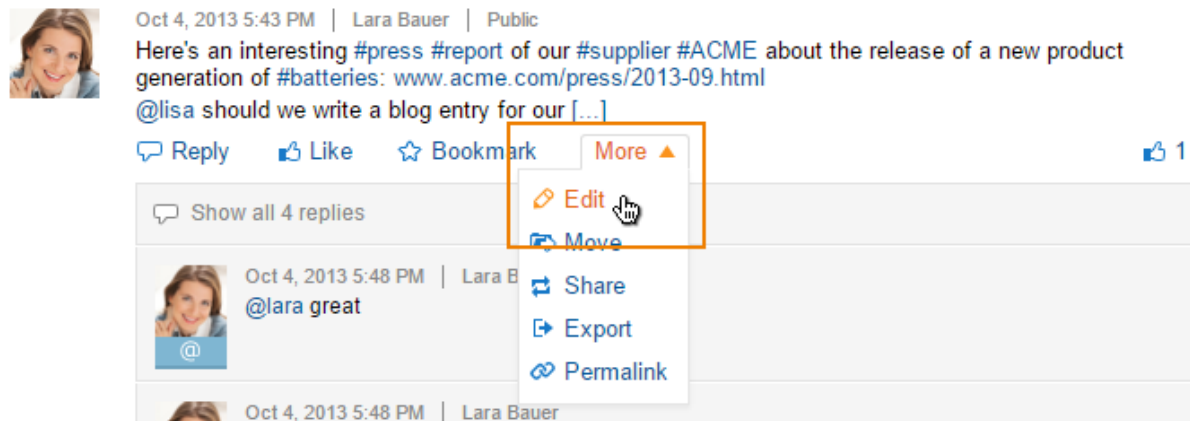 Oct 4, 2013 5:43 PM | Lara Bauer | Public
Here's an interesting #press #report of our #supplier #ACME about the release of a new product
generation of #batteries: www.acme.com/press/2013-09.html
@lisa should we write a blog entry for our [...]
Reply Like Bookmark More 1
Edit
Show all 4 replies
Move
Oct 4, 2013 5:48 PM | Lara B
Share
@lara great
Export
@
Permalink
Oct 4, 2013 5:48 PM | Lara Bauer